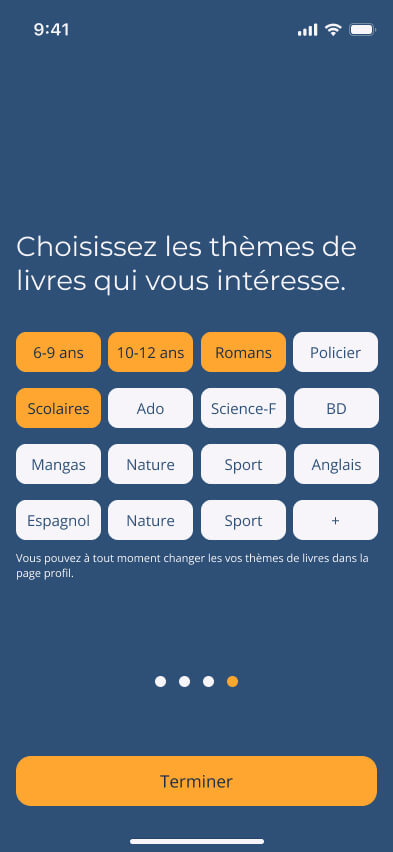 9:41
Choisissez les thèmes de
livres qui vous intéresse.
6-9 ans 10-12 ans Romans Policier
Scolaires Ado Science-F BD
Mangas Nature Sport Anglais
Espagnol Nature Sport +
Vous pouvez à tout moment changer les vos thèmes de livres dans la
page profil.
Terminer